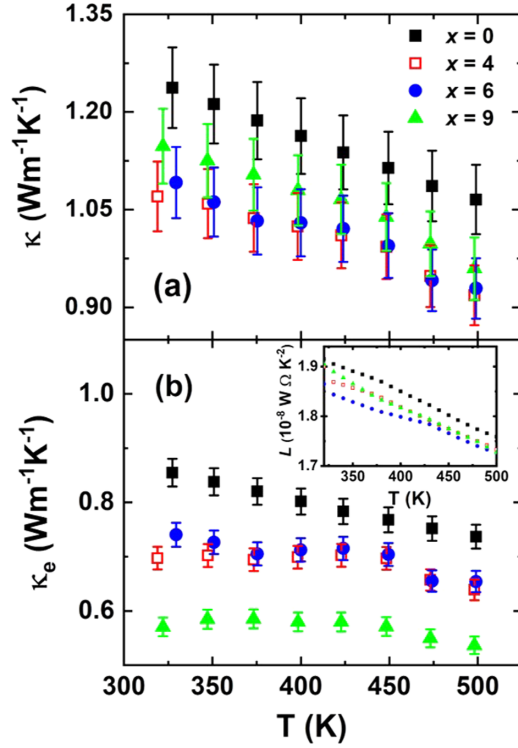 x = 0
x = 4
x = 6
x = 9
1.35
1.20
1.05
0.90
κ (Wm⁻¹K⁻¹)
(a)
(b)
1.0
0.8
0.6
κₑ (Wm⁻¹K⁻¹)
1.9
1.8
1.7
L (10⁻⁸ W Ω K⁻²)
350 400 450 500
T (K)
300 350 400 450 500
T (K)